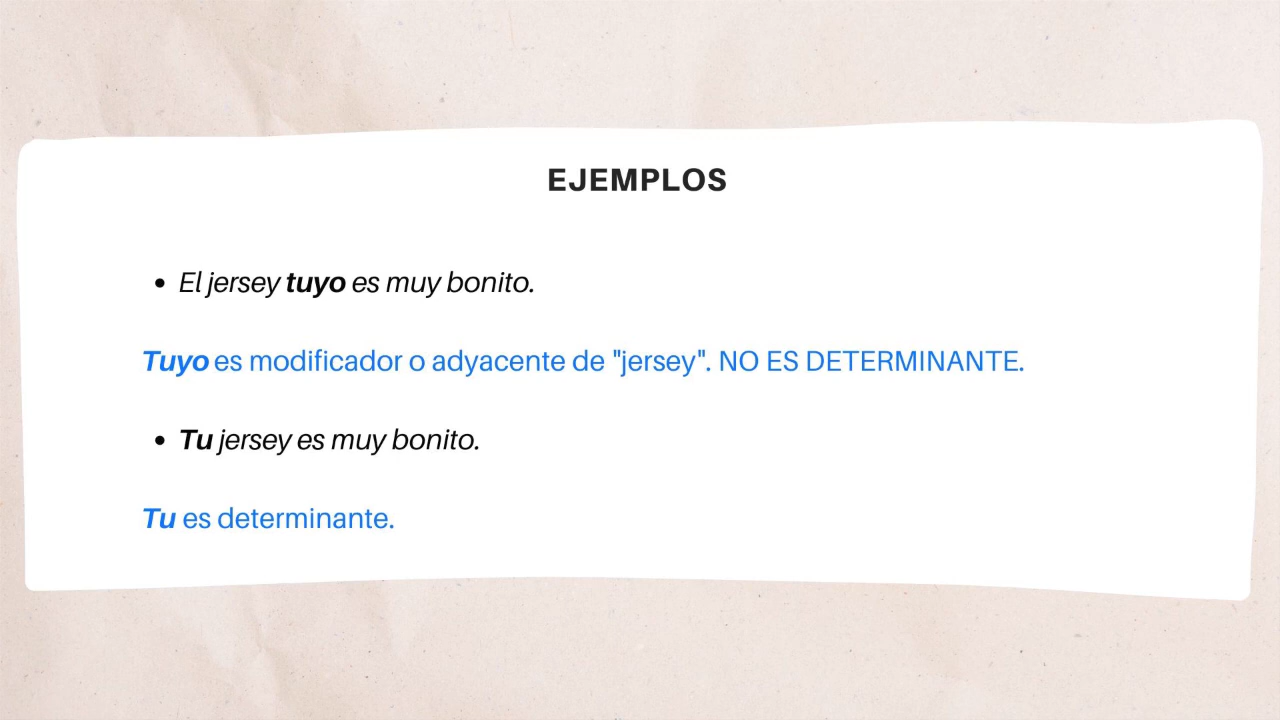 EJEMPLOS
• El jersey tuyo es muy bonito.
Tuyo es modificador o adyacente de "jersey". NO ES DETERMINANTE.
• Tu jersey es muy bonito.
Tu es determinante.